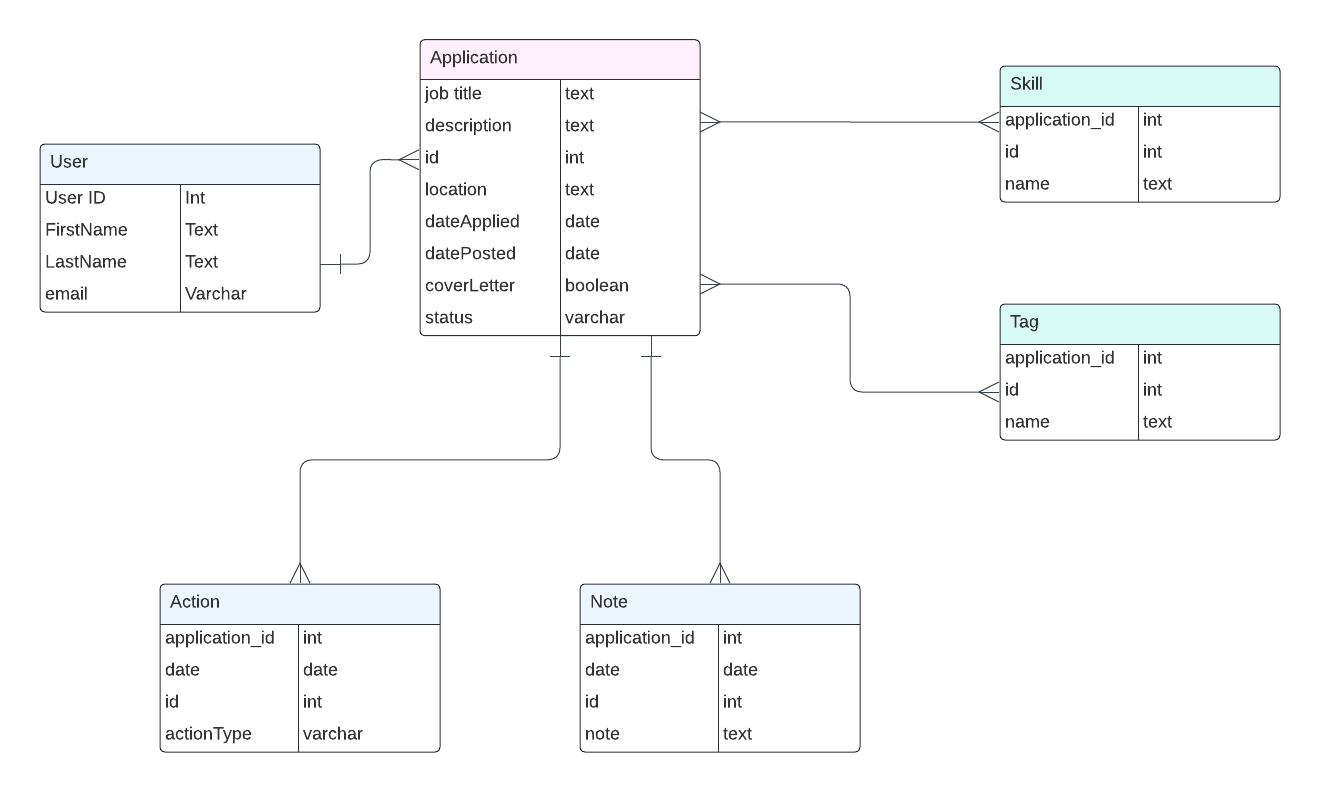 Application
job title text
description text
id int
location text
dateApplied date
datePosted date
coverLetter boolean
status varchar
Skill
application_id int
id int
name text
User
User ID Int
FirstName Text
LastName Text
email Varchar
Tag
application_id int
id int
name text
Action
application_id int
date date
id int
actionType varchar
Note
application_id int
date date
id int
note text